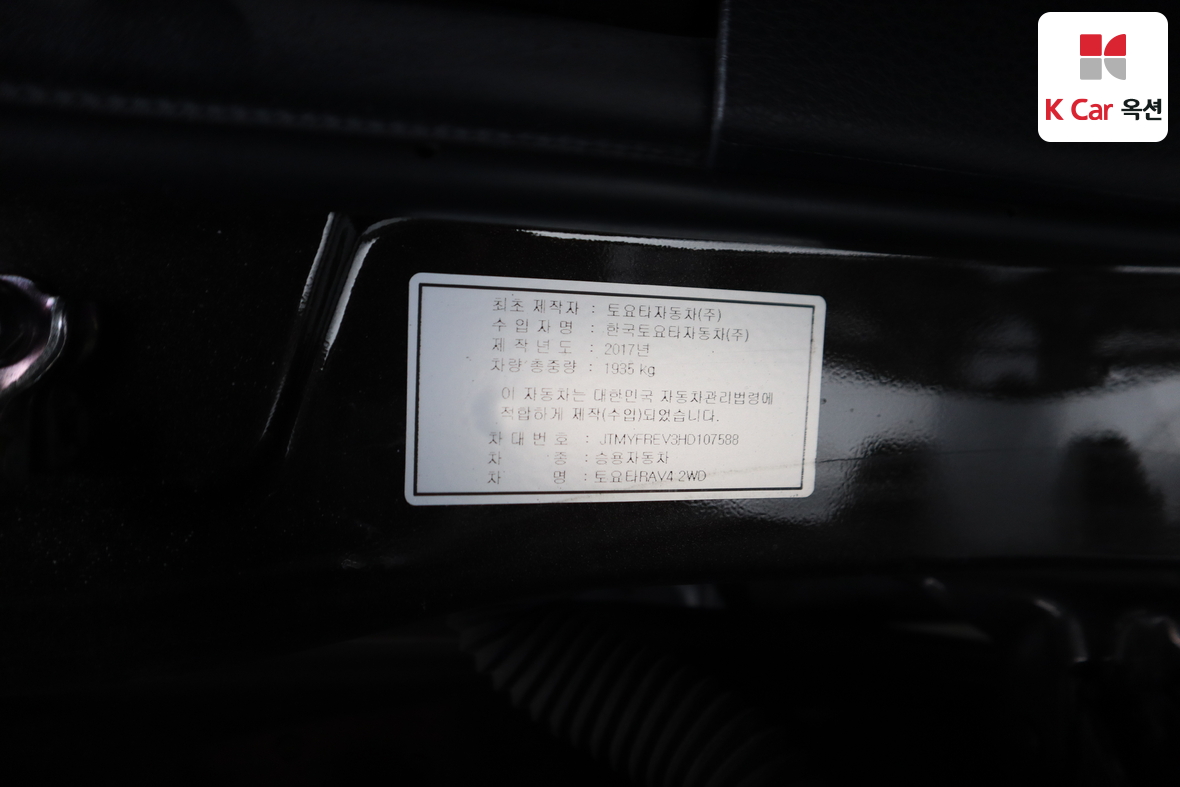 K Car 옥션
최초 제작자 : 토요타자동차(주)
수 입 자 명 : 한국토요타자동차(주)
제 작 년 도 : 2017년
차량 총중량 : 1935 kg
이 자동차는 대한민국 자동차관리법령에
적합하게 제작(수입)되었습니다.
차 대 번 호 : JTMYFREV3HD107588
차 종 : 승용자동차
차 명 : 토요타RAV4 2WD